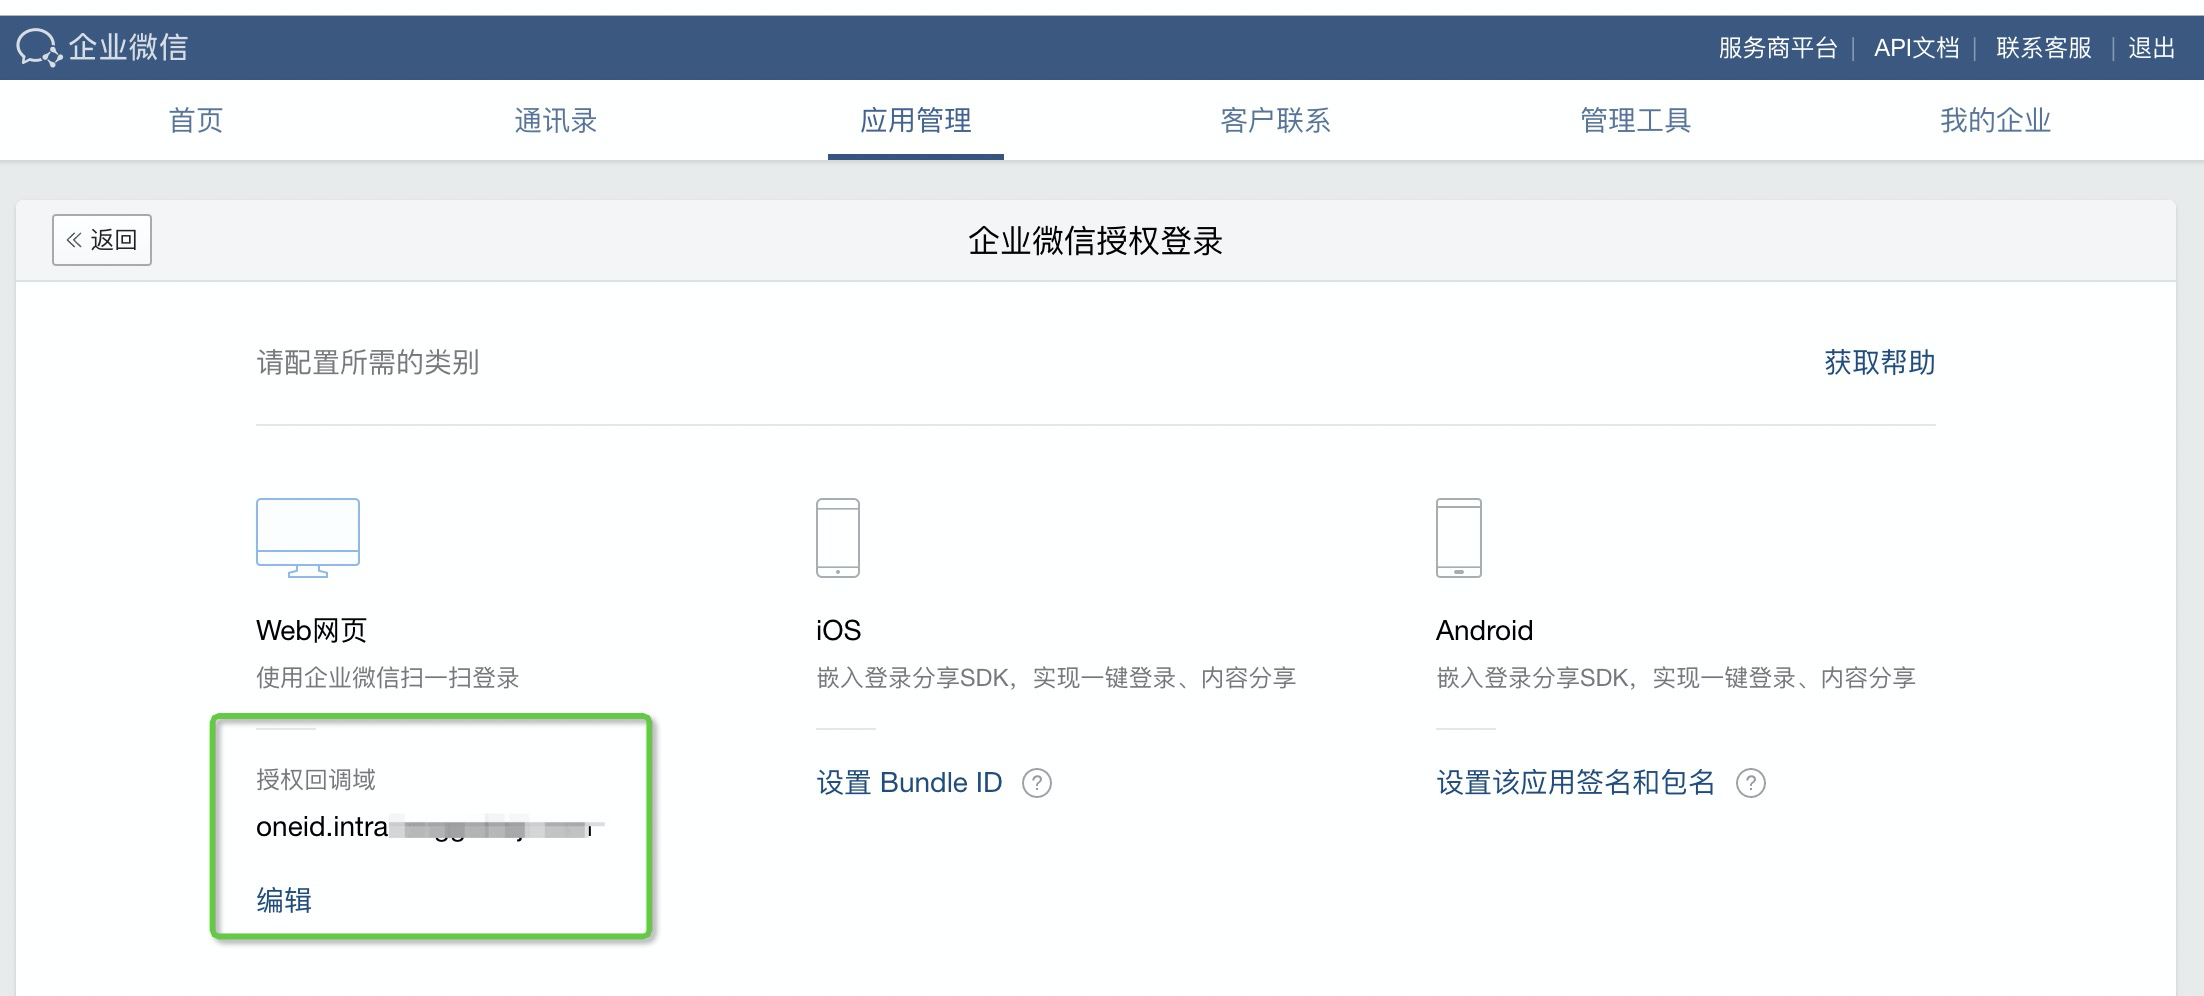 企业微信
服务商平台 | API文档 | 联系客服 | 退出
首页 通讯录 应用管理 客户联系 管理工具 我的企业
« 返回
企业微信授权登录
请配置所需的类别 获取帮助
Web网页
使用企业微信扫一扫登录
授权回调域
oneid.intra
编辑
iOS
嵌入登录分享SDK，实现一键登录、内容分享
设置 Bundle ID ?
Android
嵌入登录分享SDK，实现一键登录、内容分享
设置该应用签名和包名 ?